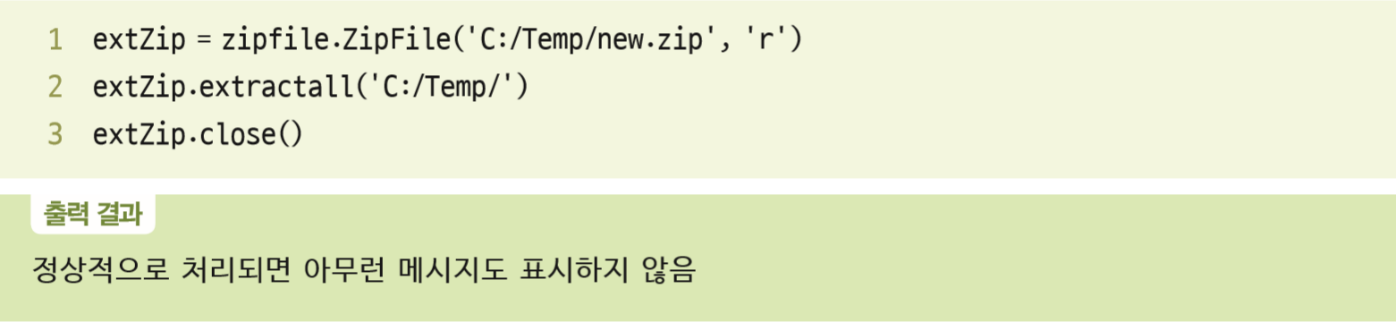 1 extZip = zipfile.ZipFile('C:/Temp/new.zip', 'r')
2 extZip.extractall('C:/Temp/')
3 extZip.close()
출력 결과
정상적으로 처리되면 아무런 메시지도 표시하지 않음